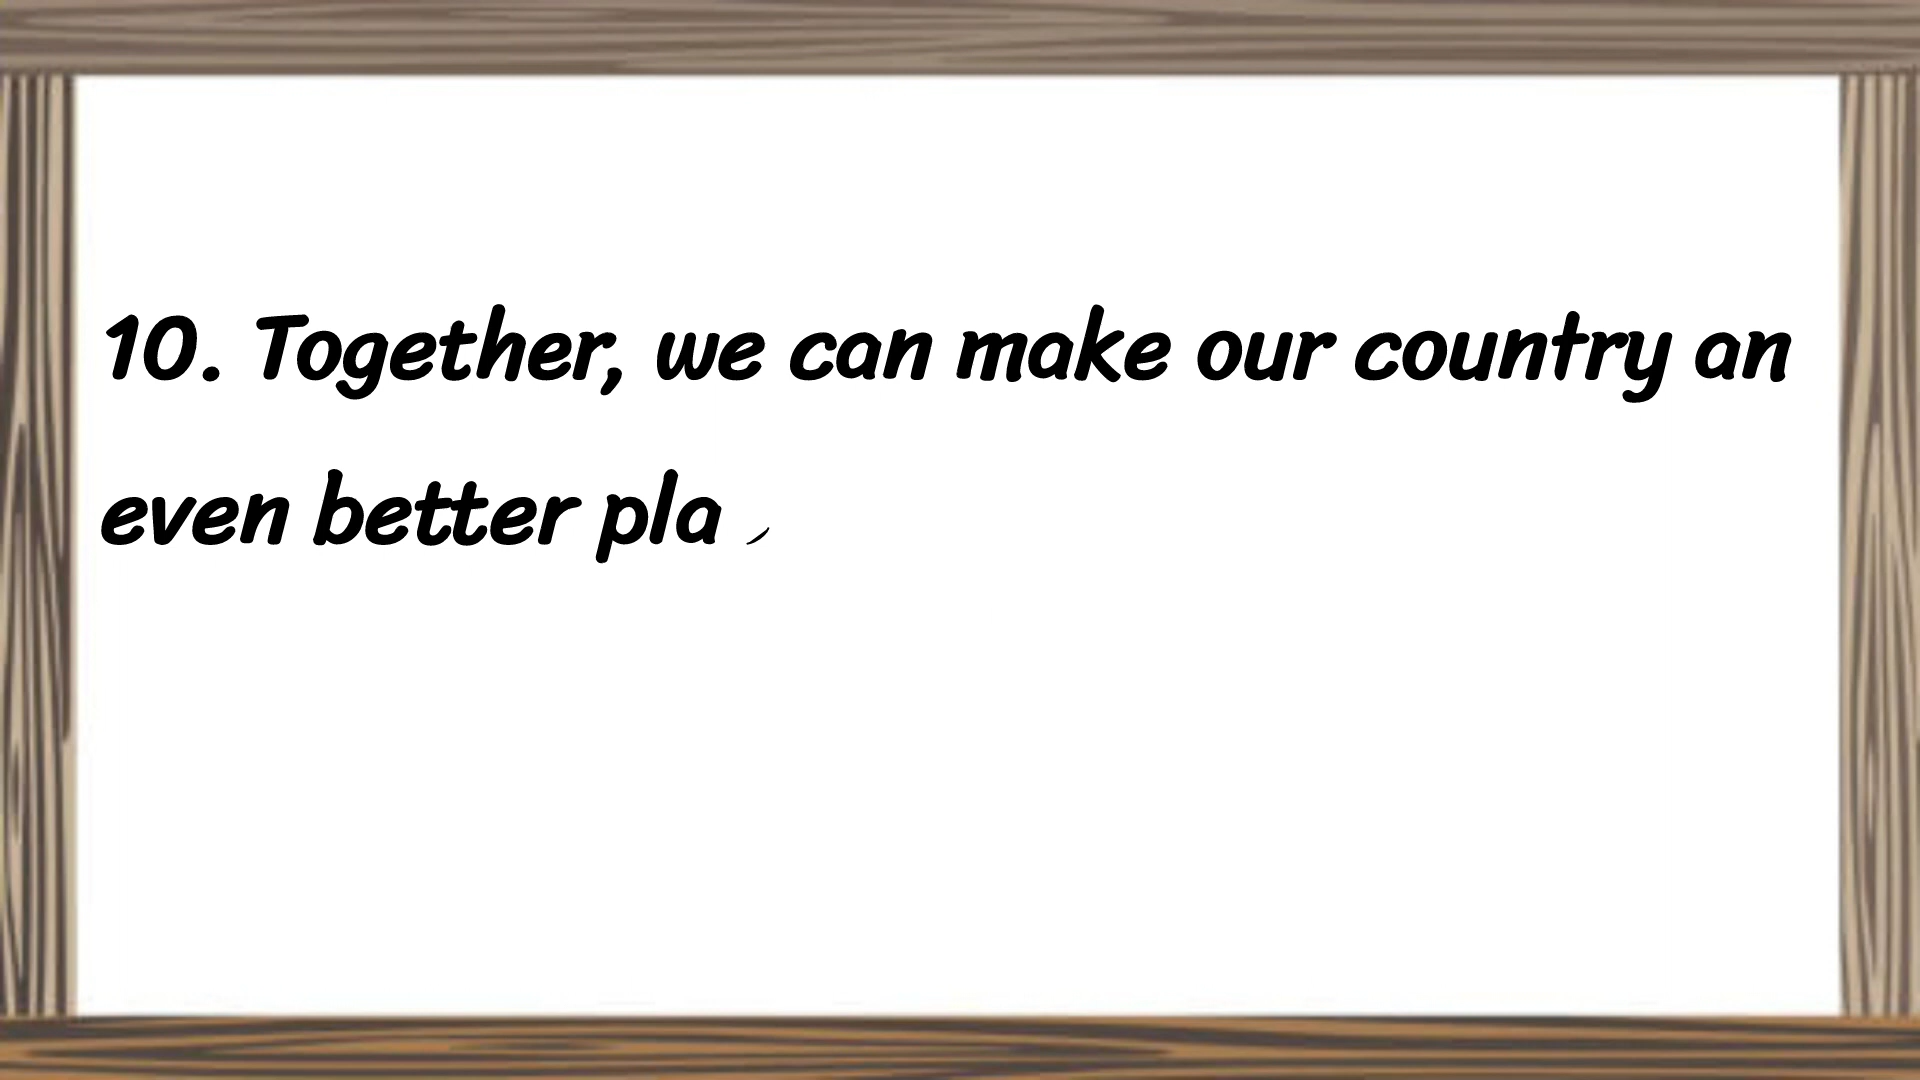 10. Together, we can make our country an
even better pla